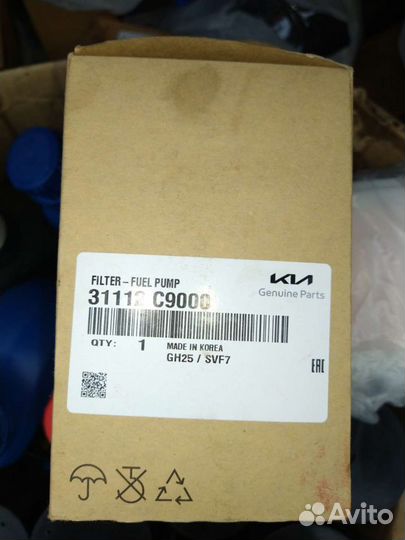 FILTER-FUEL PUMP
31112 C9000
KIA
Genuine Parts
QTY: 1 MADE IN KOREA
GH25 / SVF7
EAC
Avito